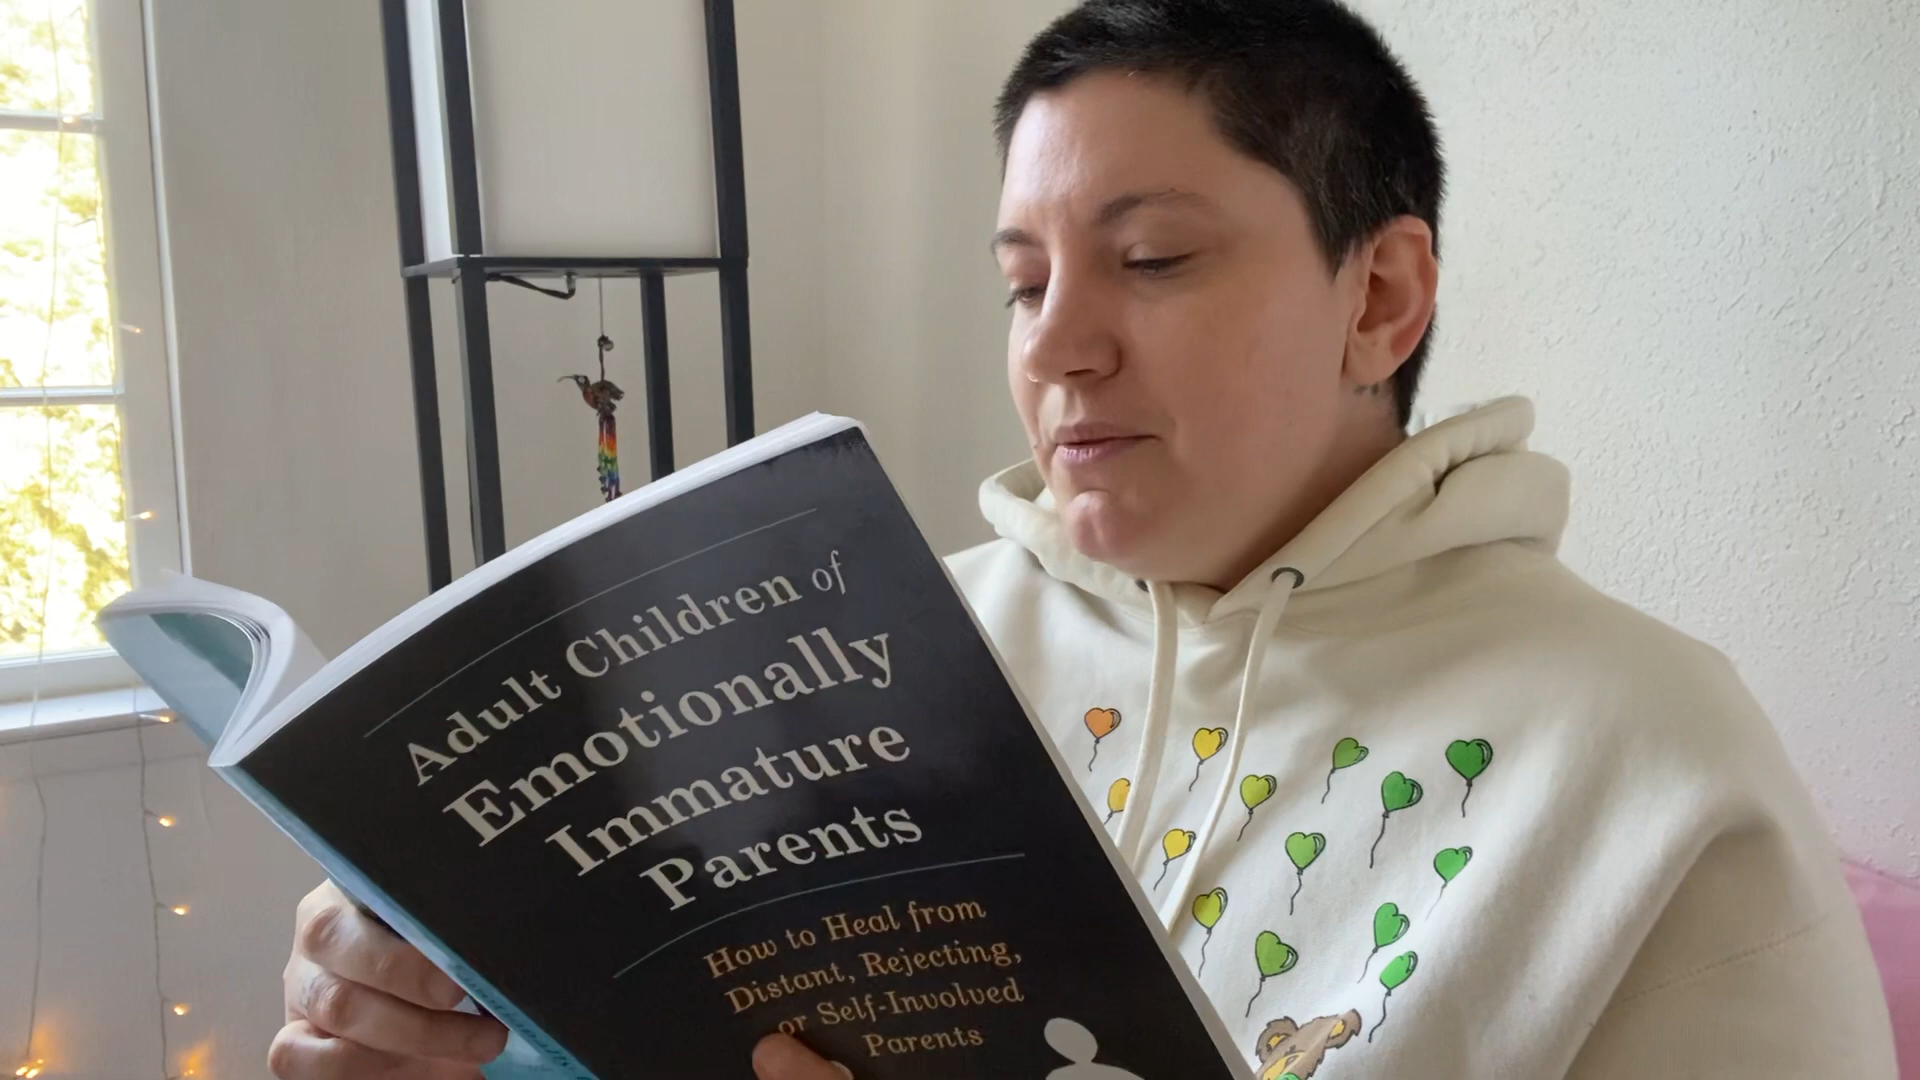 Adult Children of
Emotionally
Immature
Parents
How to Heal from
Distant, Rejecting,
or Self-Involved
Parents